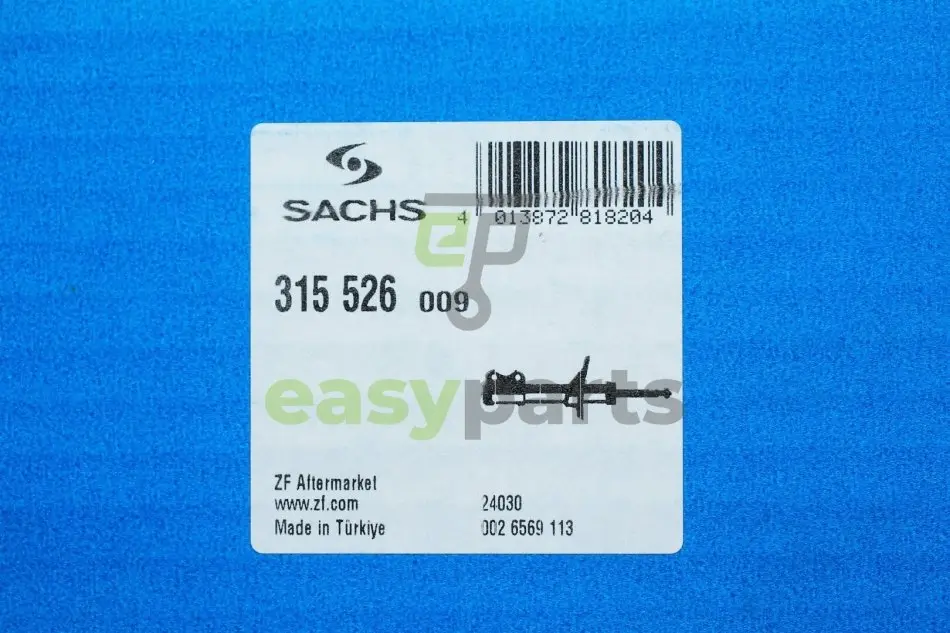 SACHS
4 013872 818204
eP
315 526 009
easyparts
ZF Aftermarket
www.zf.com 24030
Made in Türkiye 002 6569 113